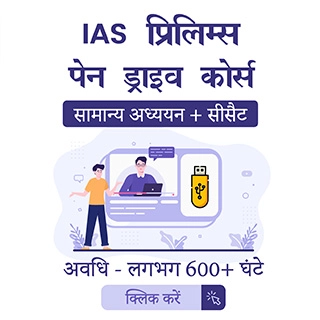 IAS प्रिलिम्स
पेन ड्राइव कोर्स
सामान्य अध्ययन + सीसैट
अवधि - लगभग 600+ घंटे
क्लिक करें